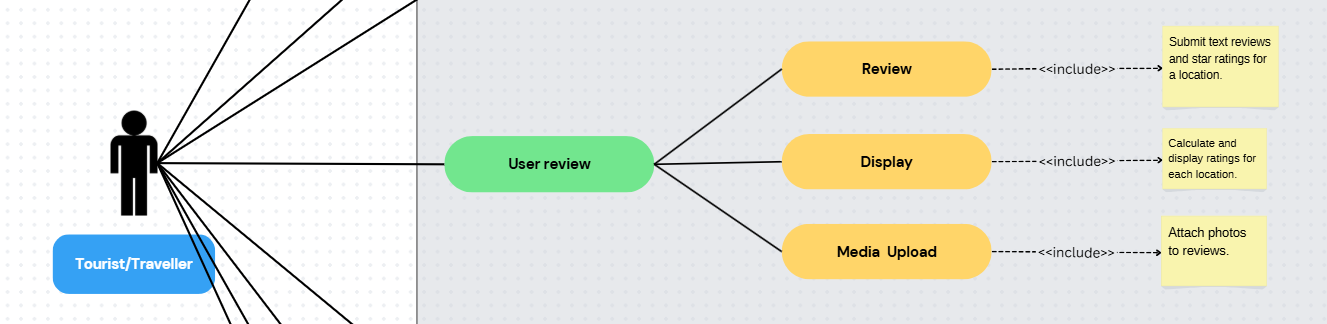 Tourist/Traveller
User review
Review
<<include>>
Submit text reviews
and star ratings for
a location.
Display
<<include>>
Calculate and
display ratings for
each location.
Media Upload
<<include>>
Attach photos
to reviews.